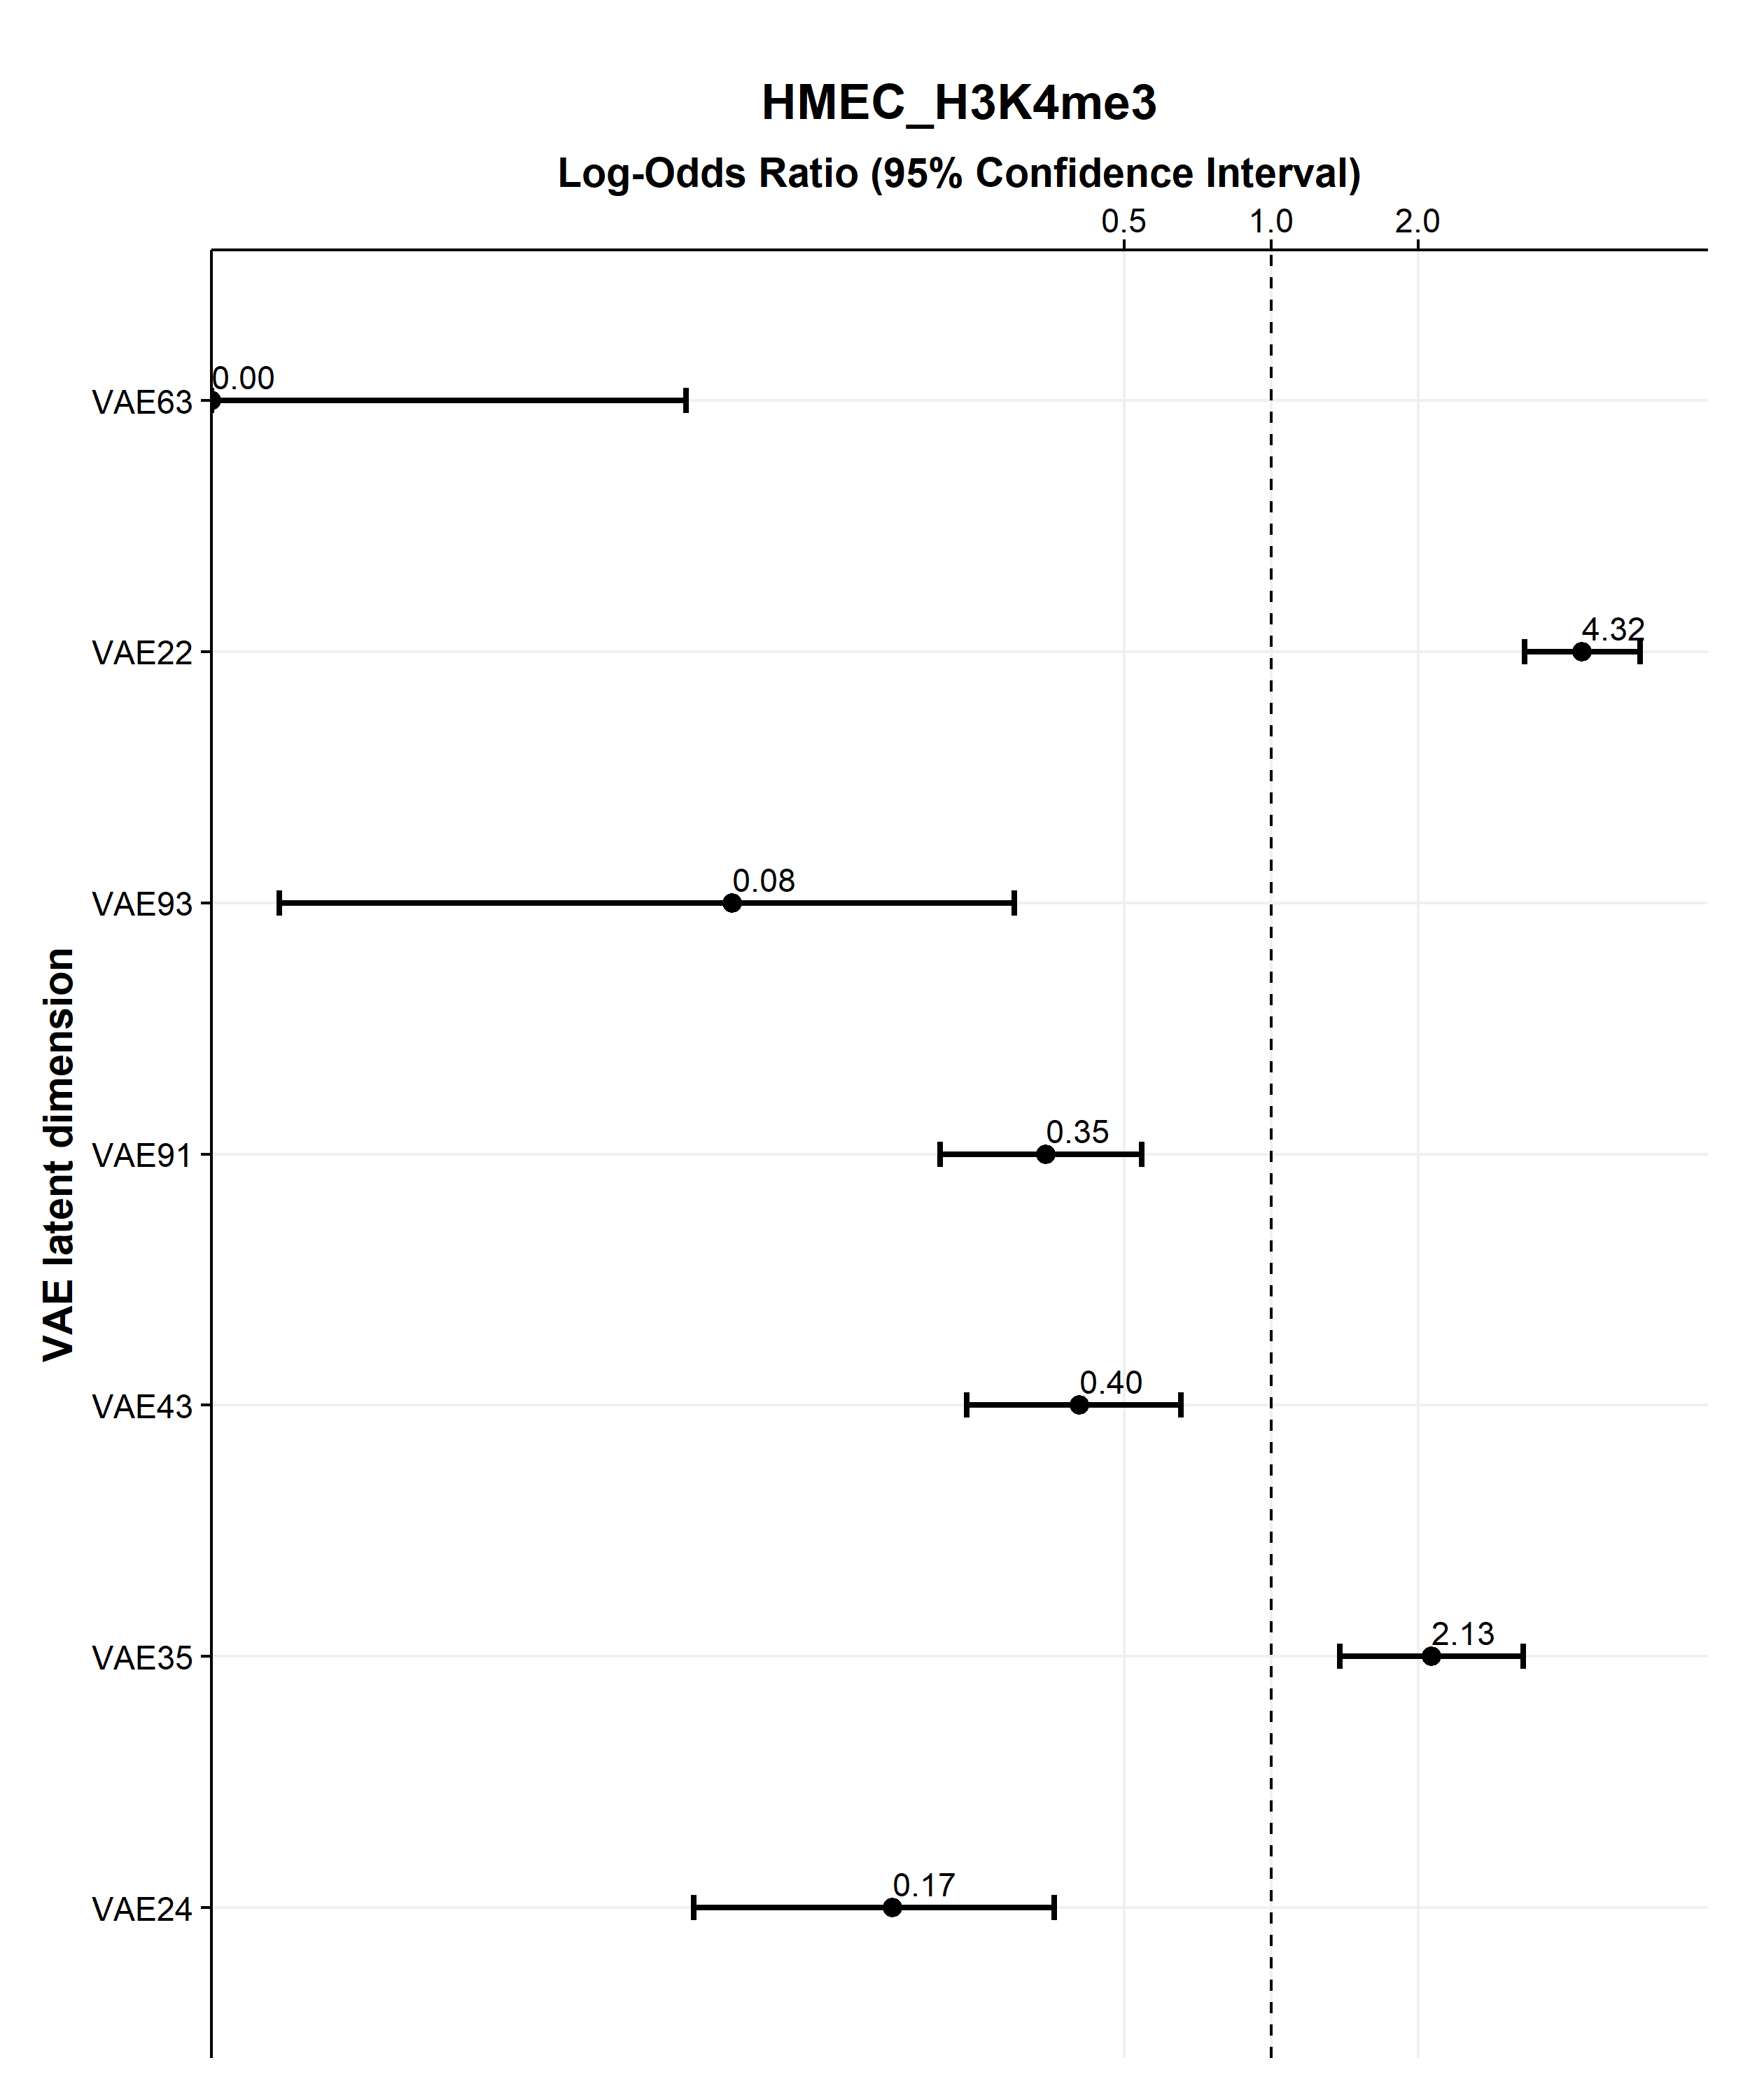 HMEC_H3K4me3
Log-Odds Ratio (95% Confidence Interval)
0.5 1.0 2.0
0.00
VAE63
4.32
VAE22
0.08
VAE93
VAE latent dimension
0.35
VAE91
0.40
VAE43
2.13
VAE35
0.17
VAE24